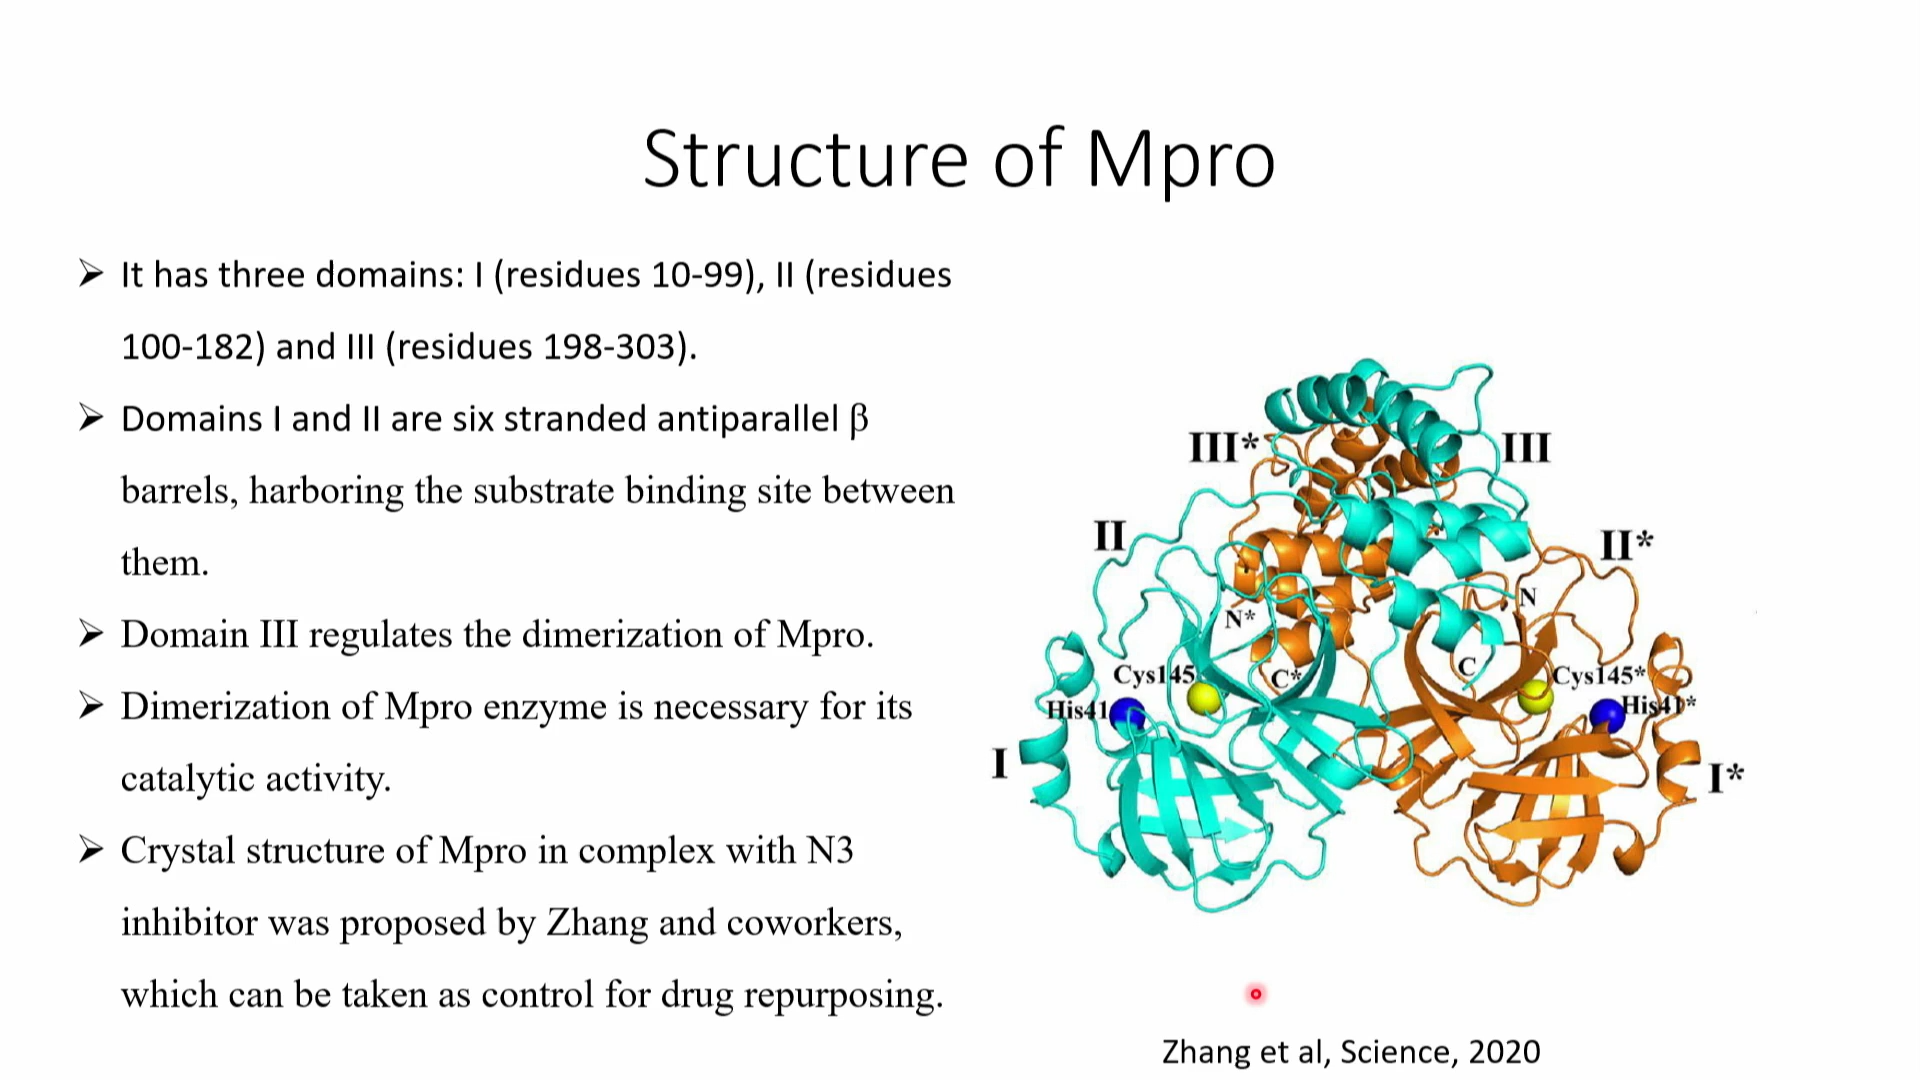 Structure of Mpro
➢ It has three domains: I (residues 10-99), II (residues
100-182) and III (residues 198-303).
➢ Domains I and II are six stranded antiparallel β
barrels, harboring the substrate binding site between
them.
➢ Domain III regulates the dimerization of Mpro.
➢ Dimerization of Mpro enzyme is necessary for its
catalytic activity.
➢ Crystal structure of Mpro in complex with N3
inhibitor was proposed by Zhang and coworkers,
which can be taken as control for drug repurposing.
III*
III
II
II*
N
N*
C
Cys145
C*
Cys145*
His41
His41*
I
I*
Zhang et al, Science, 2020